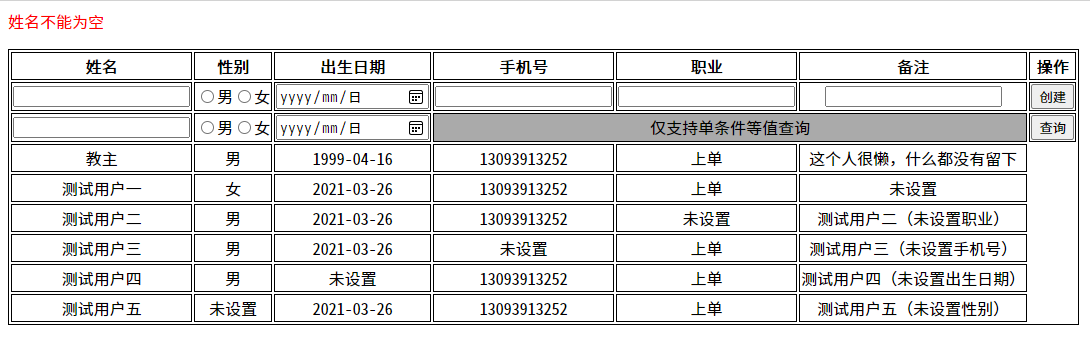 姓名不能为空
姓名 性别 出生日期 手机号 职业 备注 操作
男 女 yyyy/mm/日 创建
男 女 yyyy/mm/日 仅支持单条件等值查询 查询
教主 男 1999-04-16 13093913252 上单 这个人很懒，什么都没有留下
测试用户一 女 2021-03-26 13093913252 上单 未设置
测试用户二 男 2021-03-26 13093913252 未设置 测试用户二（未设置职业）
测试用户三 男 2021-03-26 未设置 上单 测试用户三（未设置手机号）
测试用户四 男 未设置 13093913252 上单 测试用户四（未设置出生日期）
测试用户五 未设置 2021-03-26 13093913252 上单 测试用户五（未设置性别）